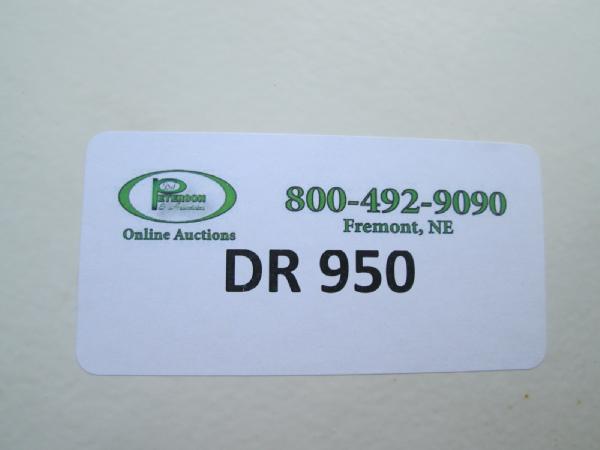 PETERSON
Online Auctions
800-492-9090
Fremont, NE
DR 950